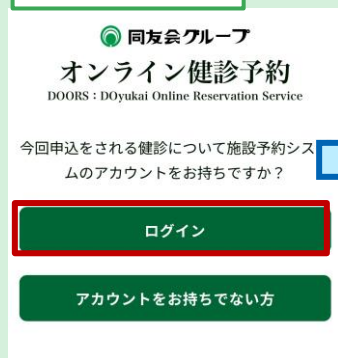 同友会グループ
オンライン健診予約
DOORS : DOyukai Online Reservation Service
今回申込をされる健診について施設予約シス
ムのアカウントをお持ちですか？
ログイン
アカウントをお持ちでない方